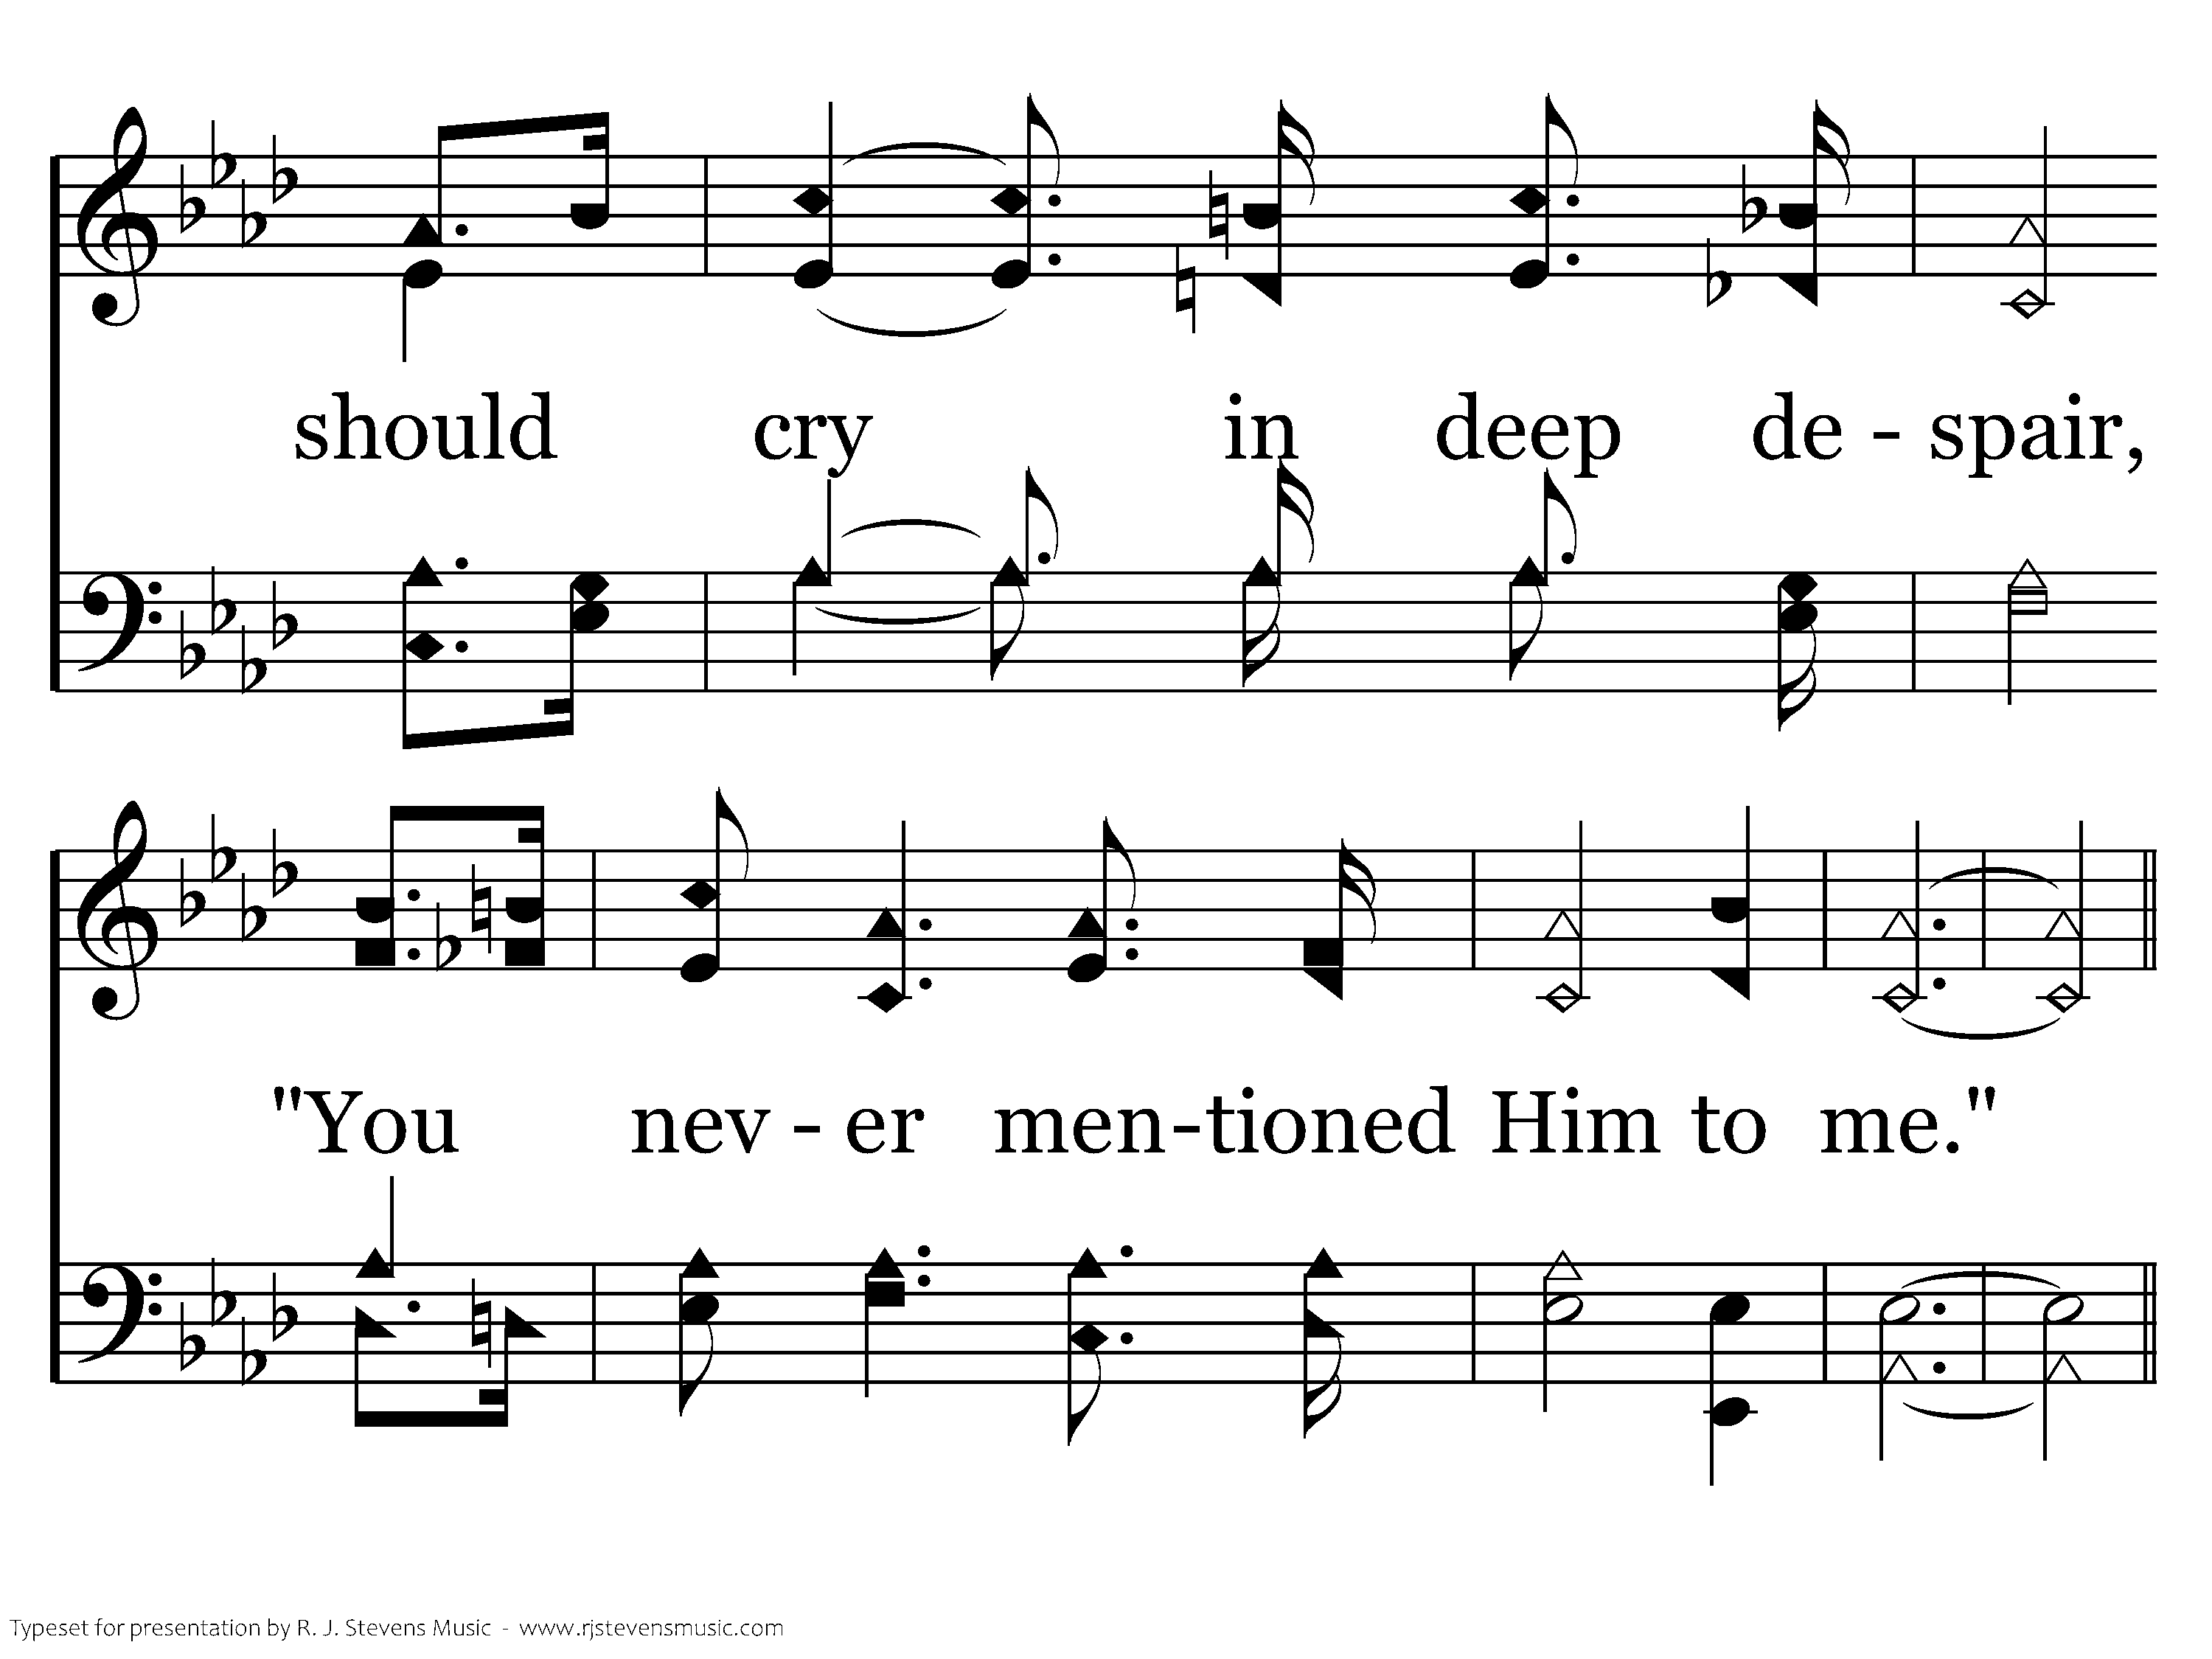 should cry in deep de - spair,
"You nev - er men-tioned Him to me."
Typeset for presentation by R. J. Stevens Music - www.rjstevensmusic.com